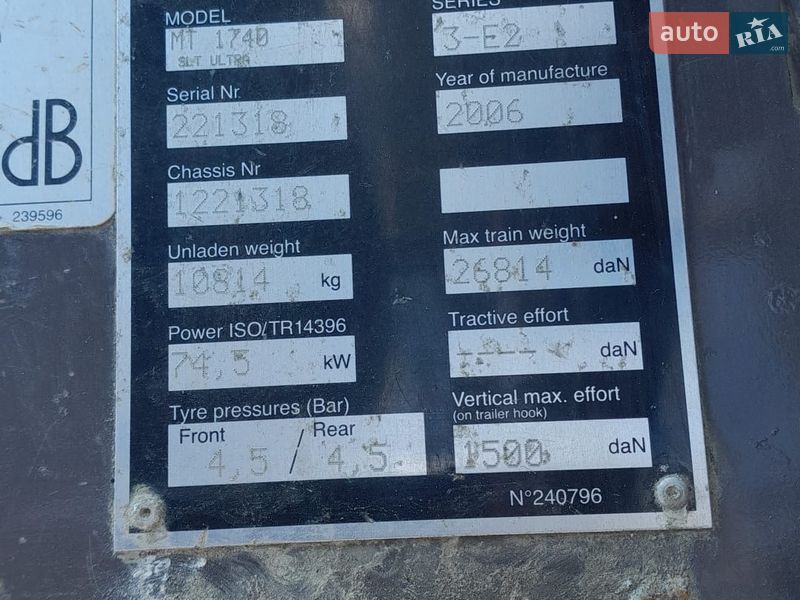 MODEL
MT 1740
SLT ULTRA
SERIES
3-E2
Serial Nr
221318
Year of manufacture
2006
Chassis Nr
1221318
Unladen weight
10814 kg
Max train weight
26814 daN
Power ISO/TR14396
74,5 kW
Tractive effort
----- daN
Tyre pressures (Bar)
Front Rear
4,5 / 4,5
Vertical max. effort
(on trailer hook)
1500 daN
N°240796
dB
239596
auto RIA
.com